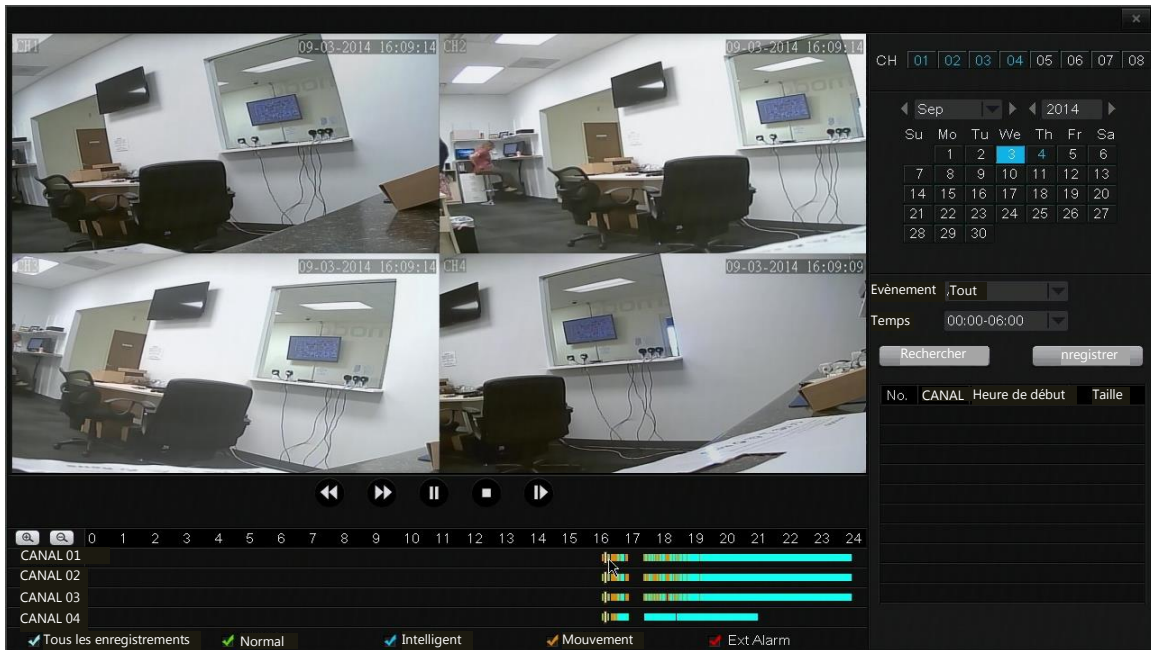 ×
CH1 09-03-2014 16:09:14 CH2 09-03-2014 16:09:14
CH3 09-03-2014 16:09:14 CH4 09-03-2014 16:09:09
CH 01 02 03 04 05 06 07 08
Sep 2014
Su Mo Tu We Th Fr Sa
1 2 3 4 5 6
7 8 9 10 11 12 13
14 15 16 17 18 19 20
21 22 23 24 25 26 27
28 29 30
Evènement ,Tout
Temps 00:00-06:00
Rechercher nregistrer
No. CANAL Heure de début Taille
0 1 2 3 4 5 6 7 8 9 10 11 12 13 14 15 16 17 18 19 20 21 22 23 24
CANAL 01
CANAL 02
CANAL 03
CANAL 04
Tous les enregistrements Normal Intelligent Mouvement Ext Alarm